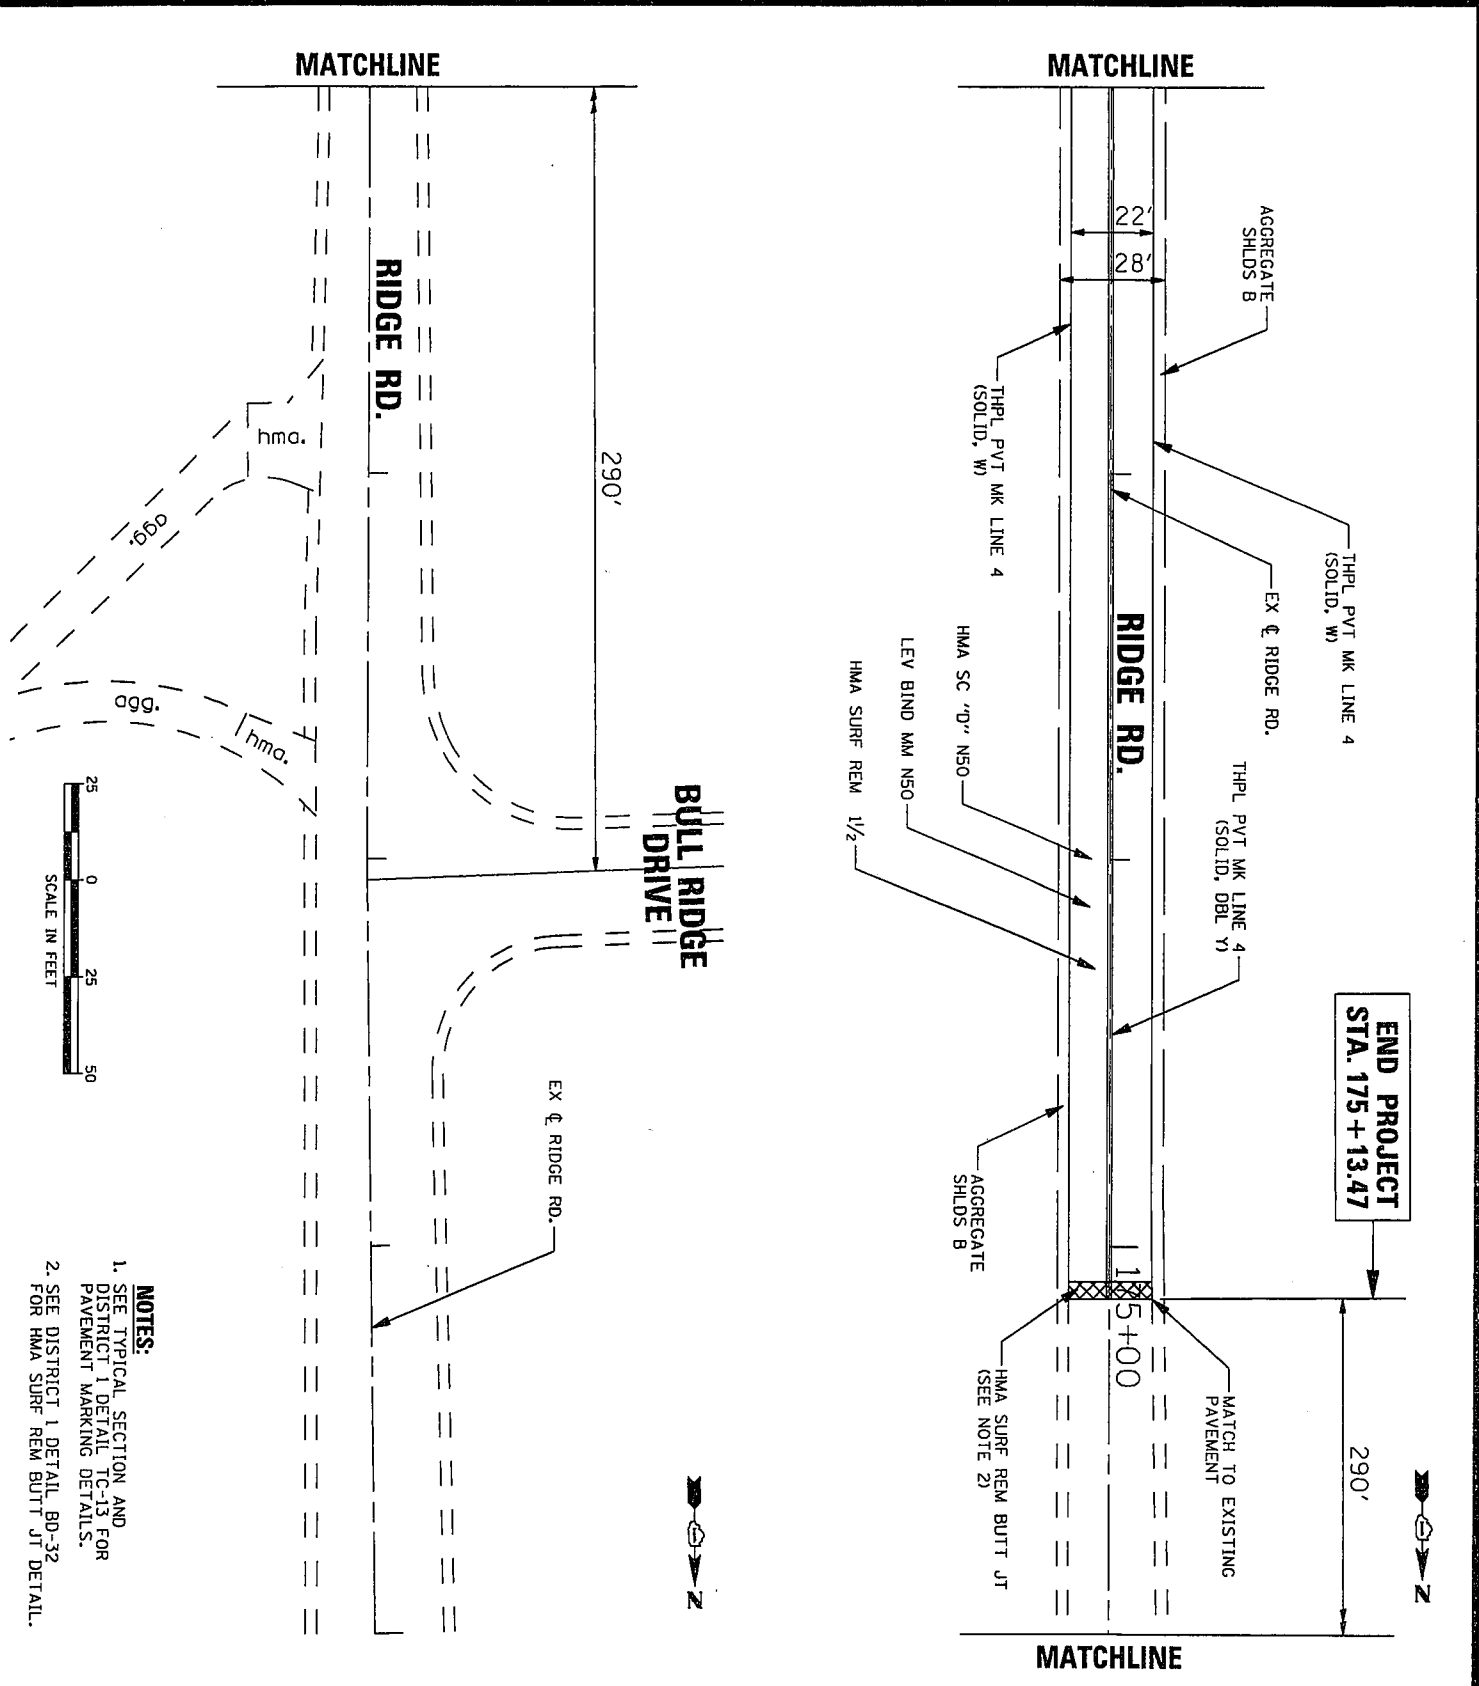 MATCHLINE
MATCHLINE
22'
28'
AGGREGATE
SHLDS B
THPL PVT MK LINE 4
(SOLID, W)
THPL PVT MK LINE 4
(SOLID, W)
EX ℄ RIDGE RD.
RIDGE RD.
HMA SC "D" N50
LEV BIND MM N50
HMA SURF REM 1½
THPL PVT MK LINE 4
(SOLID, DBL Y)
END PROJECT
STA. 175+13.47
AGGREGATE
SHLDS B
175+00
290'
MATCH TO EXISTING
PAVEMENT
HMA SURF REM BUTT JT
(SEE NOTE 2)
N
MATCHLINE
RIDGE RD.
290'
hma.
agg.
agg.
hma.
BULL RIDGE
DRIVE
25
0
25
50
SCALE IN FEET
EX ℄ RIDGE RD.
N
NOTES:
1. SEE TYPICAL SECTION AND
DISTRICT 1 DETAIL TC-13 FOR
PAVEMENT MARKING DETAILS.
2. SEE DISTRICT 1 DETAIL BD-32
FOR HMA SURF REM BUTT JT DETAIL.